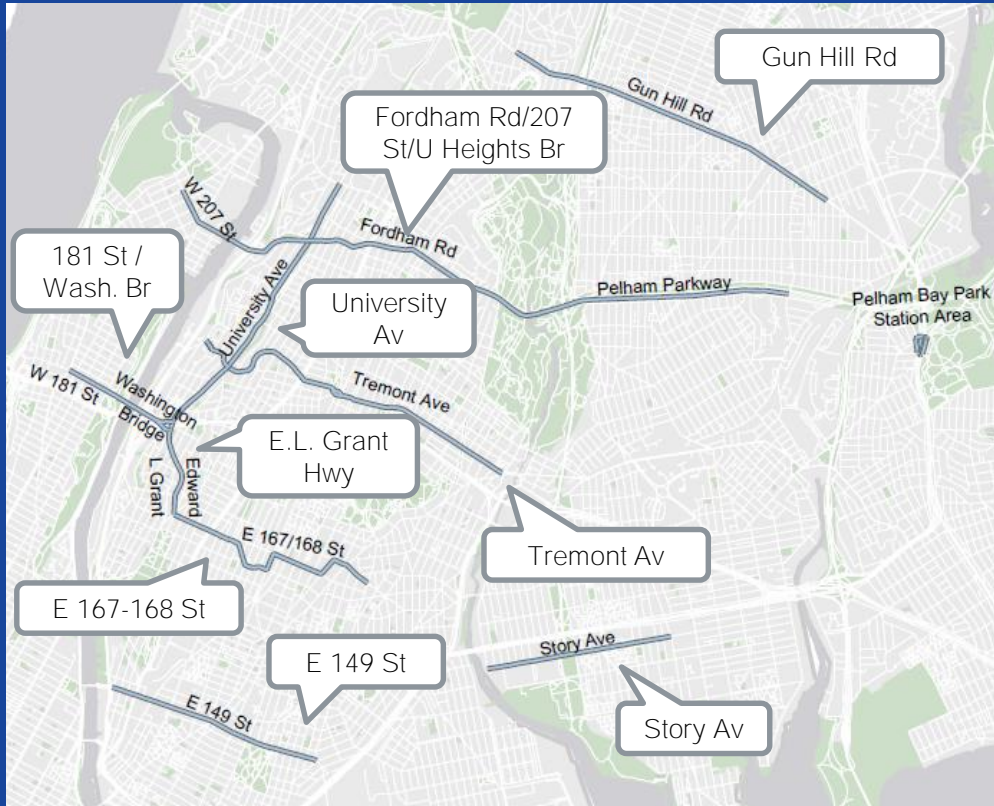 Gun Hill Rd
Gun Hill Rd
Fordham Rd/207
St/U Heights Br
W 207 St
Fordham Rd
181 St /
Wash. Br
University Ave
University
Av
Pelham Parkway
Pelham Bay Park
Station Area
W 181 St
Washington
Bridge
Tremont Ave
E.L. Grant
Hwy
Edward
L Grant
E 167/168 St
Tremont Av
E 167-168 St
E 149 St
Story Ave
E 149 St
Story Av